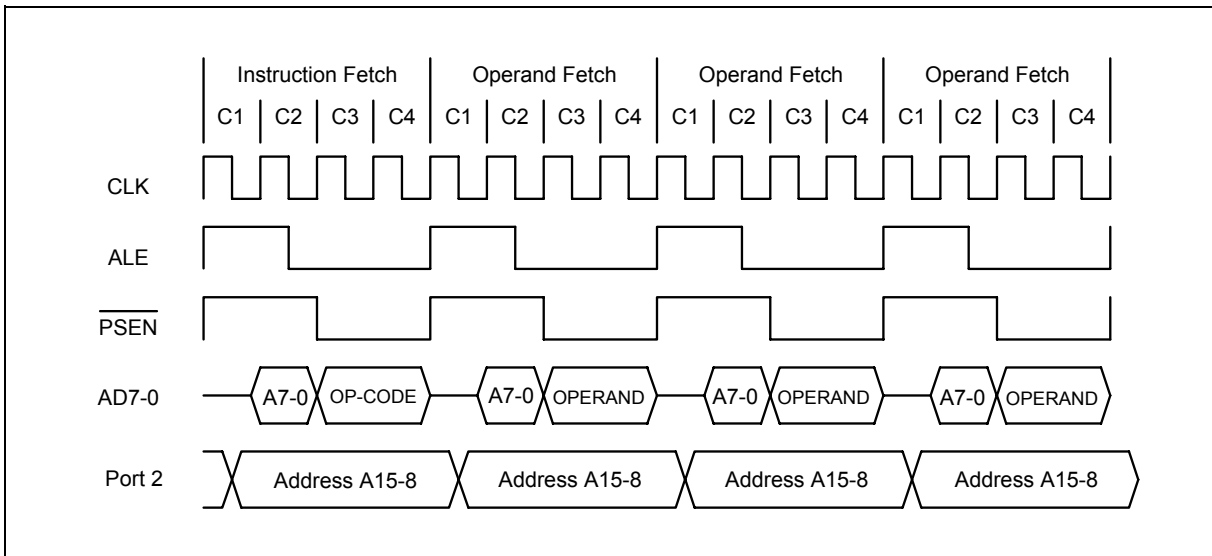 Instruction Fetch Operand Fetch Operand Fetch Operand Fetch
C1 C2 C3 C4 C1 C2 C3 C4 C1 C2 C3 C4 C1 C2 C3 C4
CLK
ALE
PSEN
AD7-0 A7-0 OP-CODE A7-0 OPERAND A7-0 OPERAND A7-0 OPERAND
Port 2 Address A15-8 Address A15-8 Address A15-8 Address A15-8